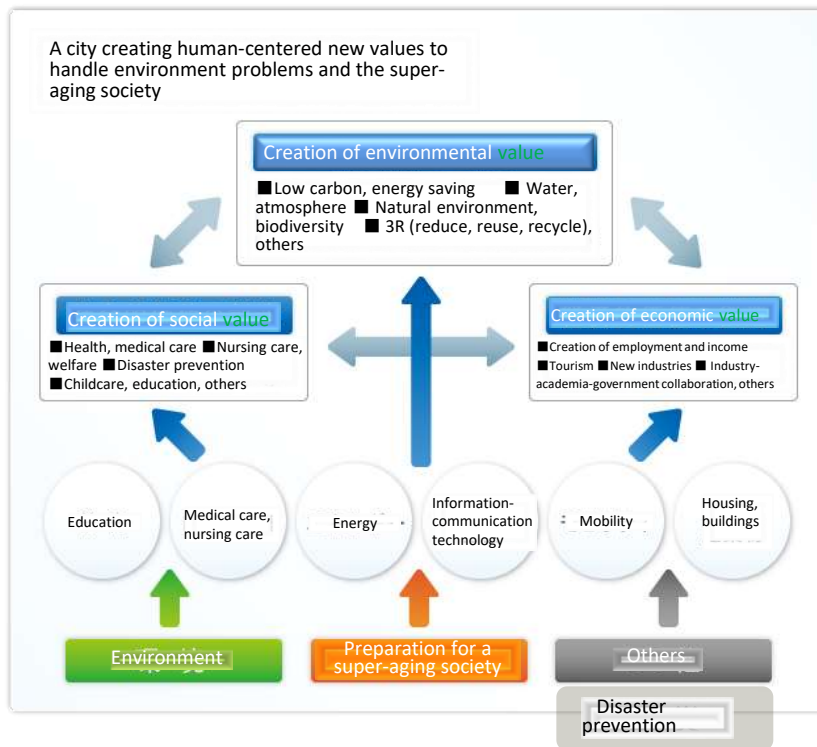 A city creating human-centered new values to
handle environment problems and the super-
aging society
Creation of environmental value
■Low carbon, energy saving ■ Water,
atmosphere ■ Natural environment,
biodiversity ■ 3R (reduce, reuse, recycle),
others
Creation of social value
■Health, medical care ■Nursing care,
welfare ■Disaster prevention
■Childcare, education, others
Creation of economic value
■Creation of employment and income
■Tourism ■New industries ■ Industry-
academia-government collaboration, others
Education
Medical care,
nursing care
Energy
Information-
communication
technology
Mobility
Housing,
buildings
Environment
Preparation for a
super-aging society
Others
Disaster
prevention